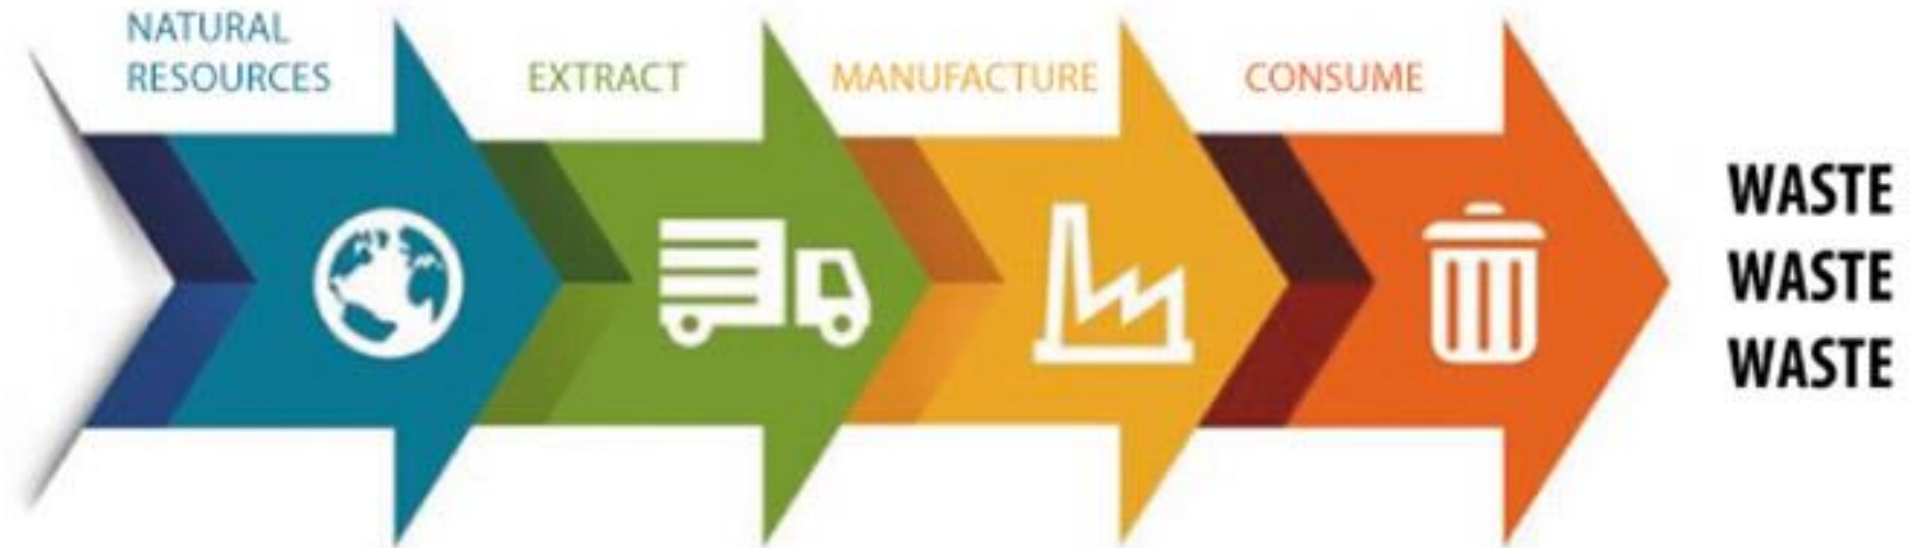 NATURAL
RESOURCES
EXTRACT
MANUFACTURE
CONSUME
WASTE
WASTE
WASTE